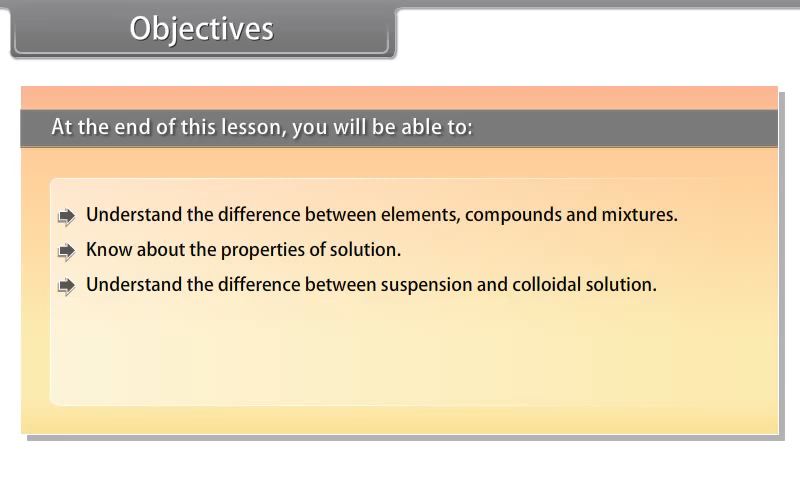 Objectives
At the end of this lesson, you will be able to:
Understand the difference between elements, compounds and mixtures.
Know about the properties of solution.
Understand the difference between suspension and colloidal solution.